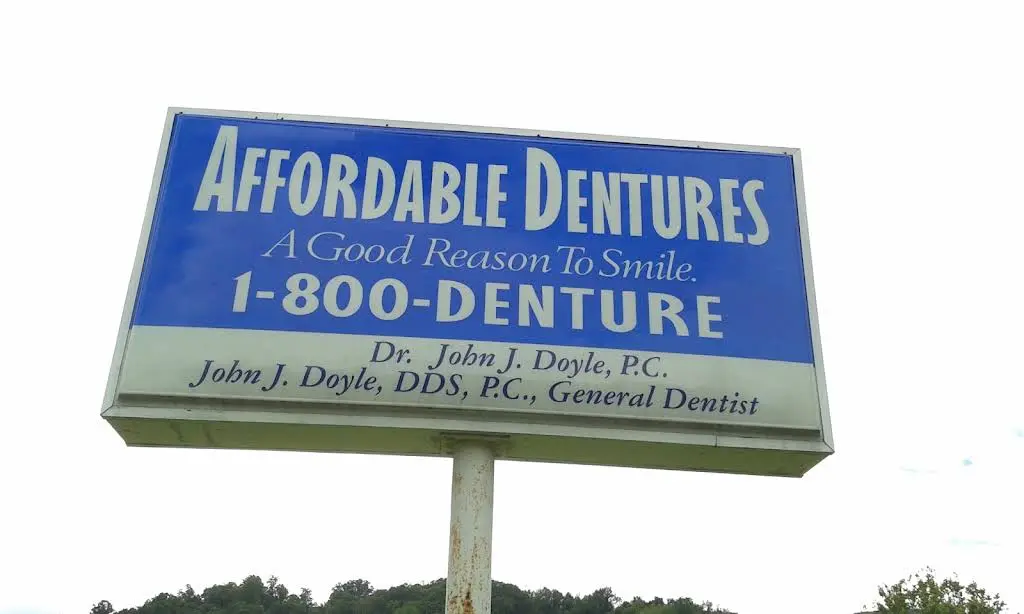 AFFORDABLE DENTURES
A Good Reason To Smile.
1-800-DENTURE
Dr. John J. Doyle, P.C.
John J. Doyle, DDS, P.C., General Dentist